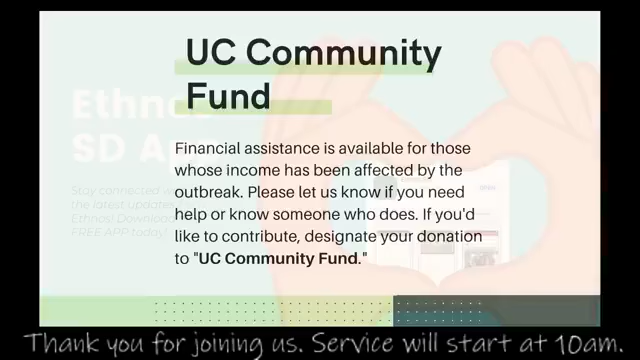 UC Community
Fund
Ethnos
SD App
Financial assistance is available for those
whose income has been affected by the
outbreak. Please let us know if you need
help or know someone who does. If you'd
like to contribute, designate your donation
to "UC Community Fund."
Stay connected
the latest updates
Ethnos! Download
FREE APP today!
Thank you for joining us. Service will start at 10am.